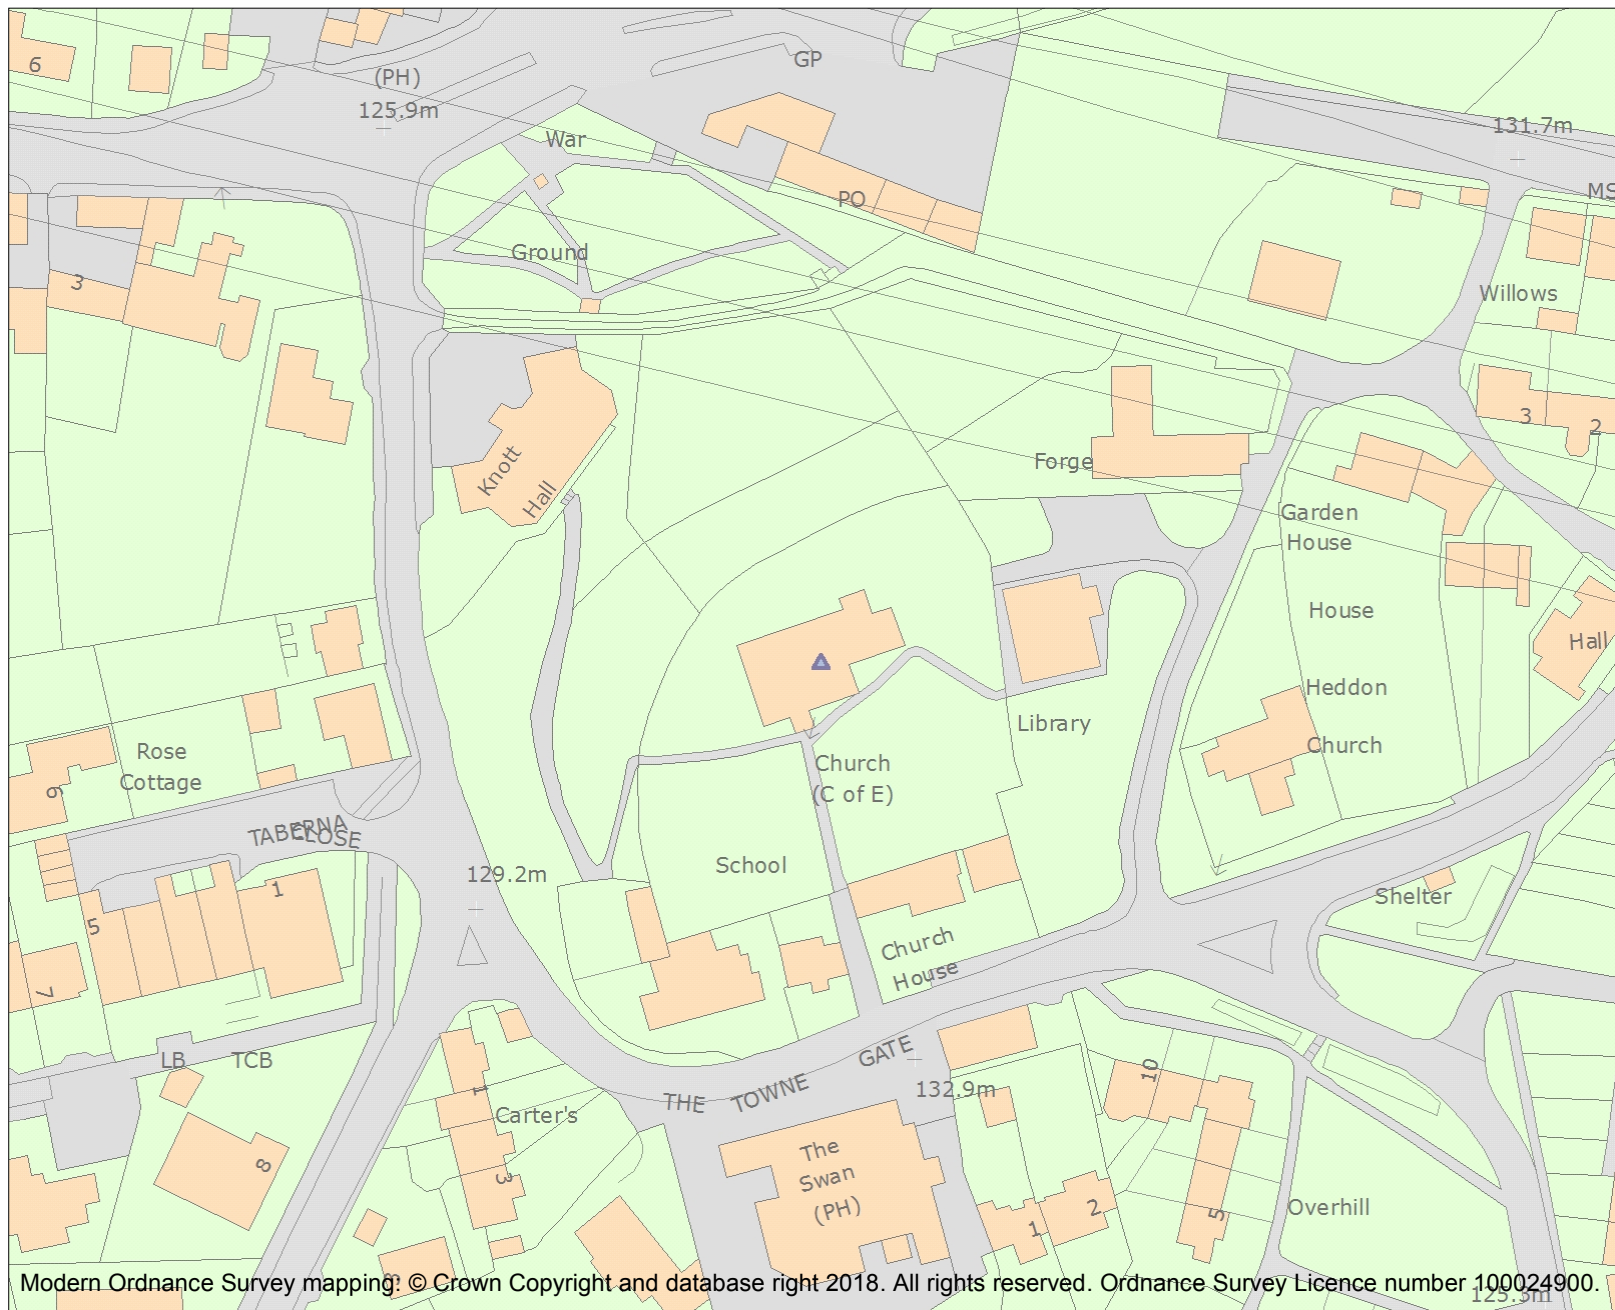 6
(PH)
125.9m
GP
War
131.7m
MS
PO
Ground
3
Willows
3
2
Knott
Hall
Forge
Garden
House
House
Hall
Heddon
Church
Library
Rose
Cottage
6
Church
(C of E)
TABERNA
CLOSE
School
129.2m
1
5
7
Shelter
Church
House
LB
TCB
THE TOWNE GATE
132.9m
10
1
Carter's
3
8
The
Swan
(PH)
1
2
5
Overhill
8
125.3m
Modern Ordnance Survey mapping: © Crown Copyright and database right 2018. All rights reserved. Ordnance Survey Licence number 100024900.